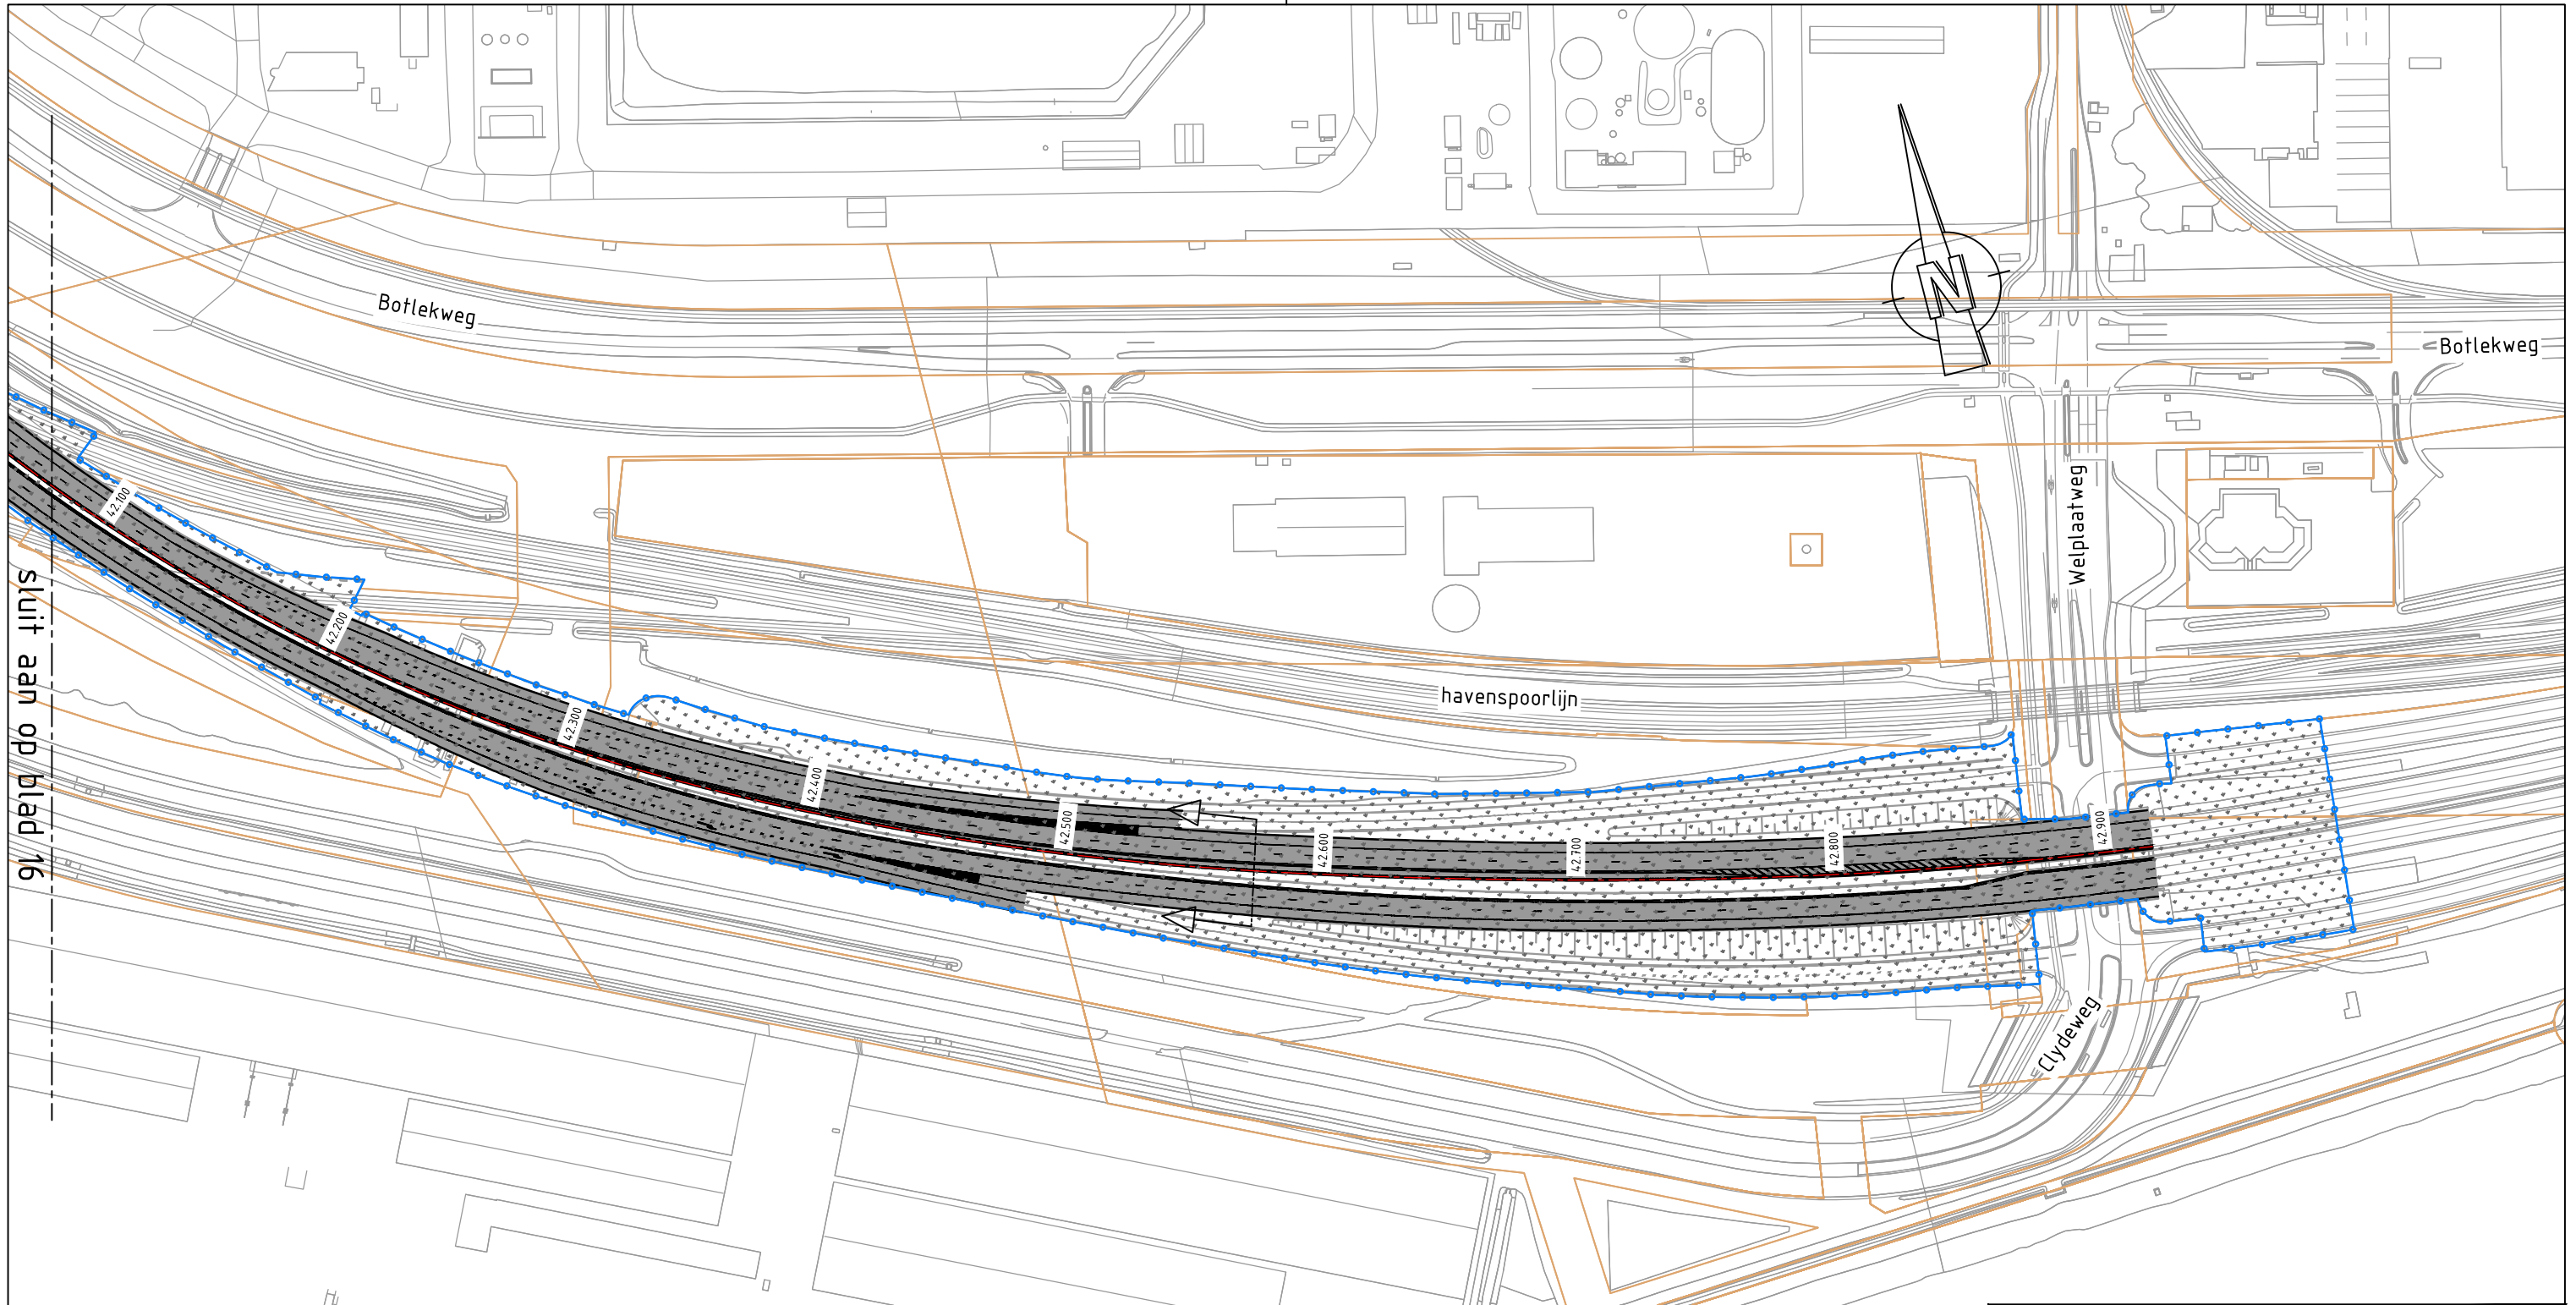 N
Botlekweg
Botlekweg
Welplaatweg
42.100
42.200
havenspoorlijn
42.300
42.400
42.500
42.600
42.700
42.800
42.900
sluit aan op blad 16
Clydeweg